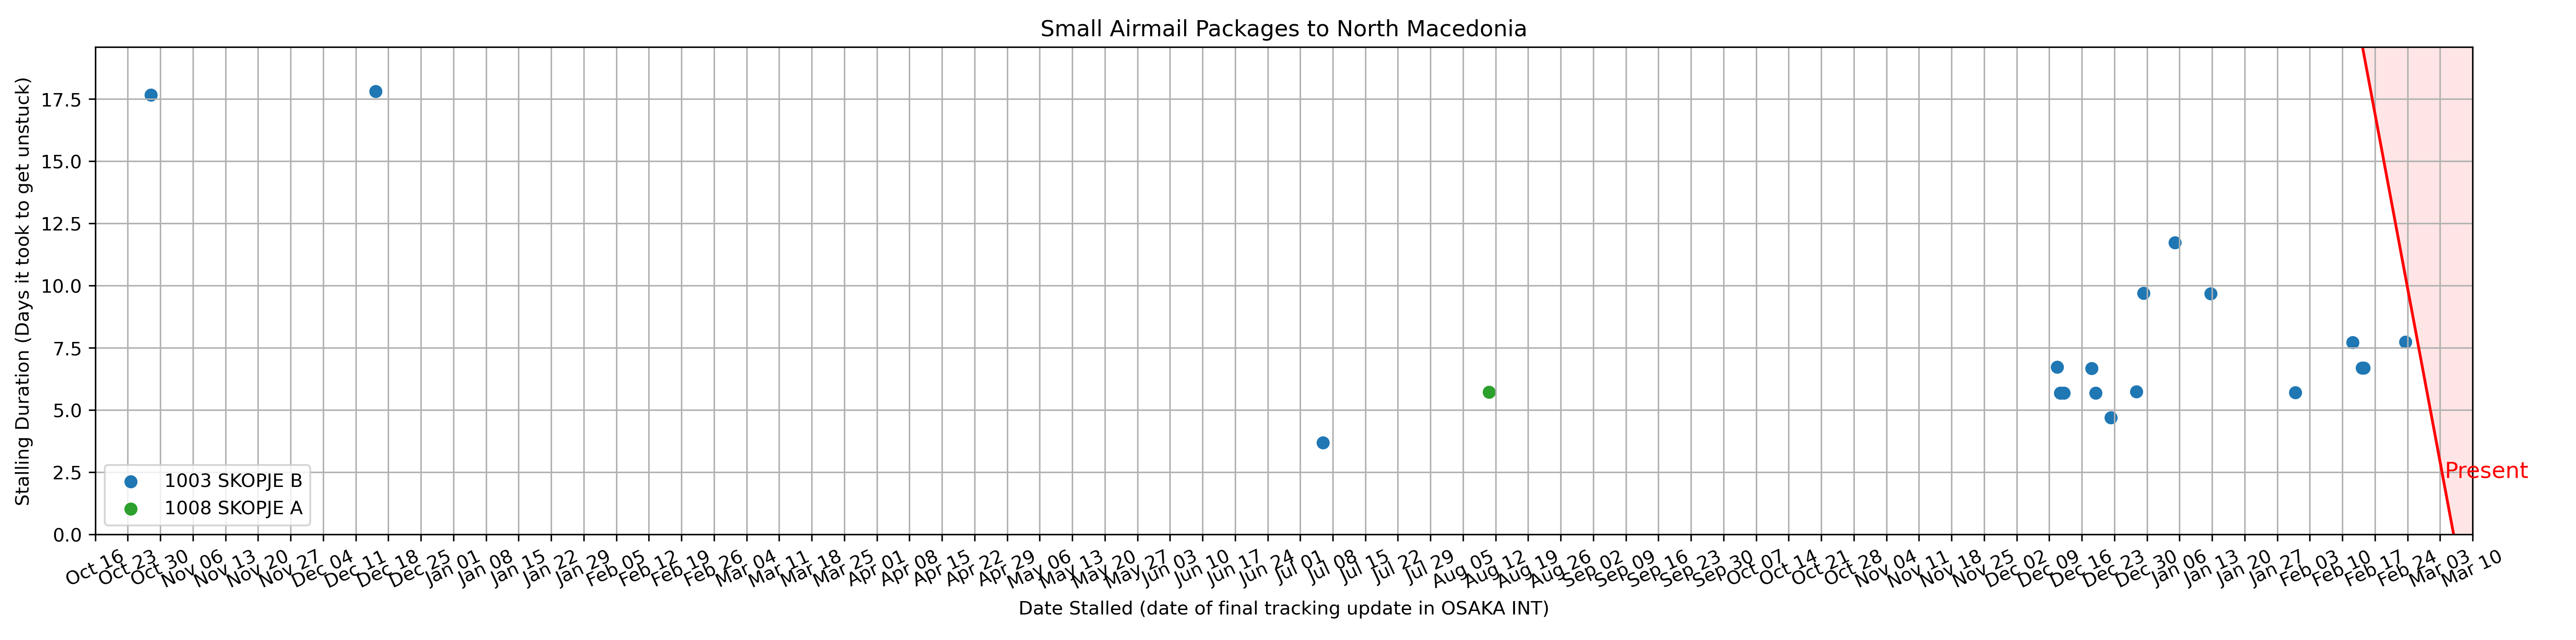 Small Airmail Packages to North Macedonia
Stalling Duration (Days it took to get unstuck)
17.5
15.0
12.5
10.0
7.5
5.0
2.5
0.0
1003 SKOPJE B
1008 SKOPJE A
Present
Oct 16
Oct 23
Oct 30
Nov 06
Nov 13
Nov 20
Nov 27
Dec 04
Dec 11
Dec 18
Dec 25
Jan 01
Jan 08
Jan 15
Jan 22
Jan 29
Feb 05
Feb 12
Feb 19
Feb 26
Mar 04
Mar 11
Mar 18
Mar 25
Apr 01
Apr 08
Apr 15
Apr 22
Apr 29
May 06
May 13
May 20
May 27
Jun 03
Jun 10
Jun 17
Jun 24
Jul 01
Jul 08
Jul 15
Jul 22
Jul 29
Aug 05
Aug 12
Aug 19
Aug 26
Sep 02
Sep 09
Sep 16
Sep 23
Sep 30
Oct 07
Oct 14
Oct 21
Oct 28
Nov 04
Nov 11
Nov 18
Nov 25
Dec 02
Dec 09
Dec 16
Dec 23
Dec 30
Jan 06
Jan 13
Jan 20
Jan 27
Feb 03
Feb 10
Feb 17
Feb 24
Mar 03
Mar 10
Date Stalled (date of final tracking update in OSAKA INT)